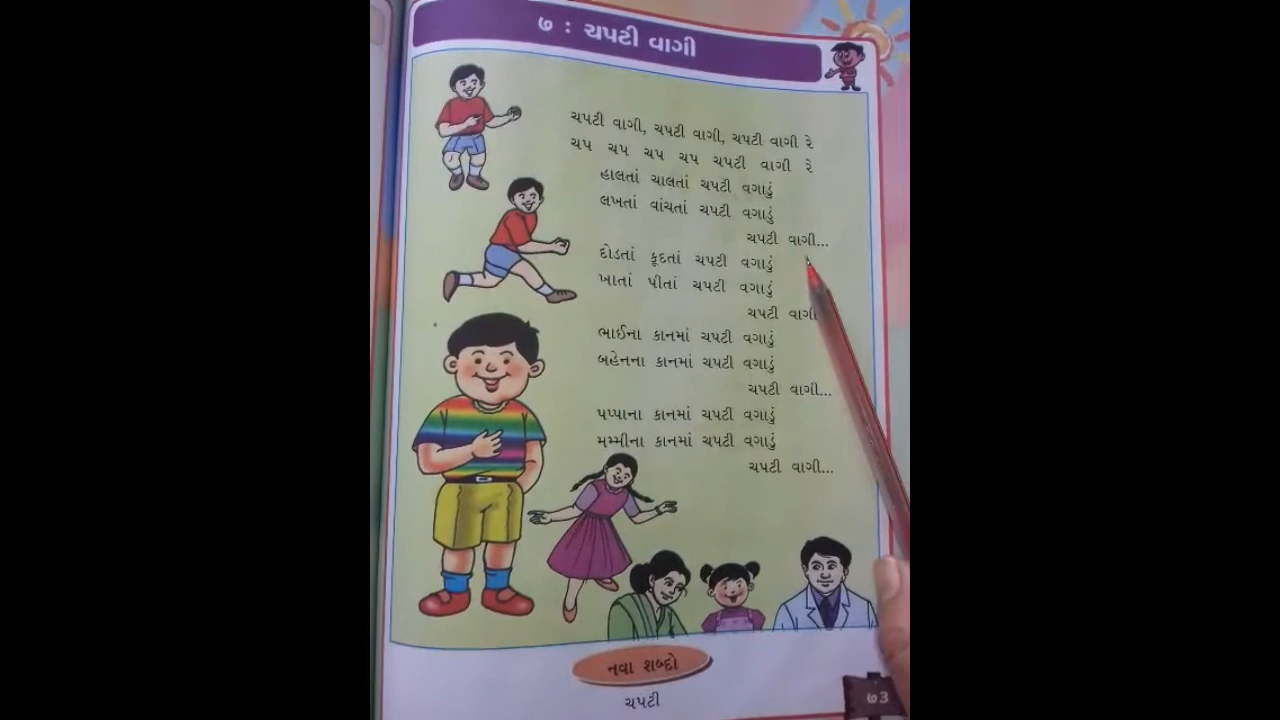 ૭ : ચપટી વાગી
ચપટી વાગી, ચપટી વાગી, ચપટી વાગી રે
ચપ ચપ ચપ ચપ ચપટી વાગી રે
હાલતાં ચાલતાં ચપટી વગાડું
લખતાં વાંચતાં ચપટી વગાડું
ચપટી વાગી...
દોડતાં કૂદતાં ચપટી વગાડું
ખાતાં પીતાં ચપટી વગાડું
ચપટી વાગી
ભાઈના કાનમાં ચપટી વગાડું
બહેનના કાનમાં ચપટી વગાડું
ચપટી વાગી...
પપ્પાના કાનમાં ચપટી વગાડું
મમ્મીના કાનમાં ચપટી વગાડું
ચપટી વાગી...
નવા શબ્દો
ચપટી
૭૩